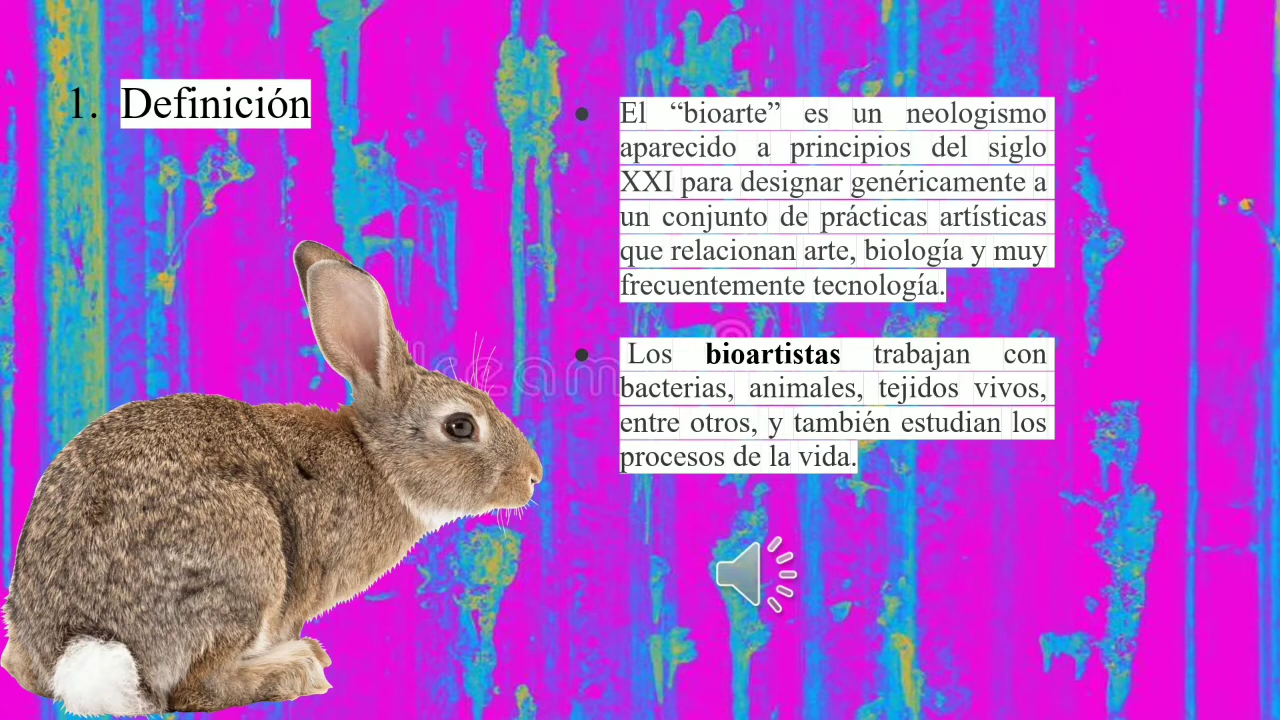 1. Definición
El “bioarte” es un neologismo
aparecido a principios del siglo
XXI para designar genéricamente a
un conjunto de prácticas artísticas
que relacionan arte, biología y muy
frecuentemente tecnología.
Los bioartistas trabajan con
bacterias, animales, tejidos vivos,
entre otros, y también estudian los
procesos de la vida.